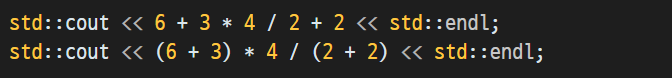 std::cout << 6 + 3 * 4 / 2 + 2 << std::endl;
std::cout << (6 + 3) * 4 / (2 + 2) << std::endl;